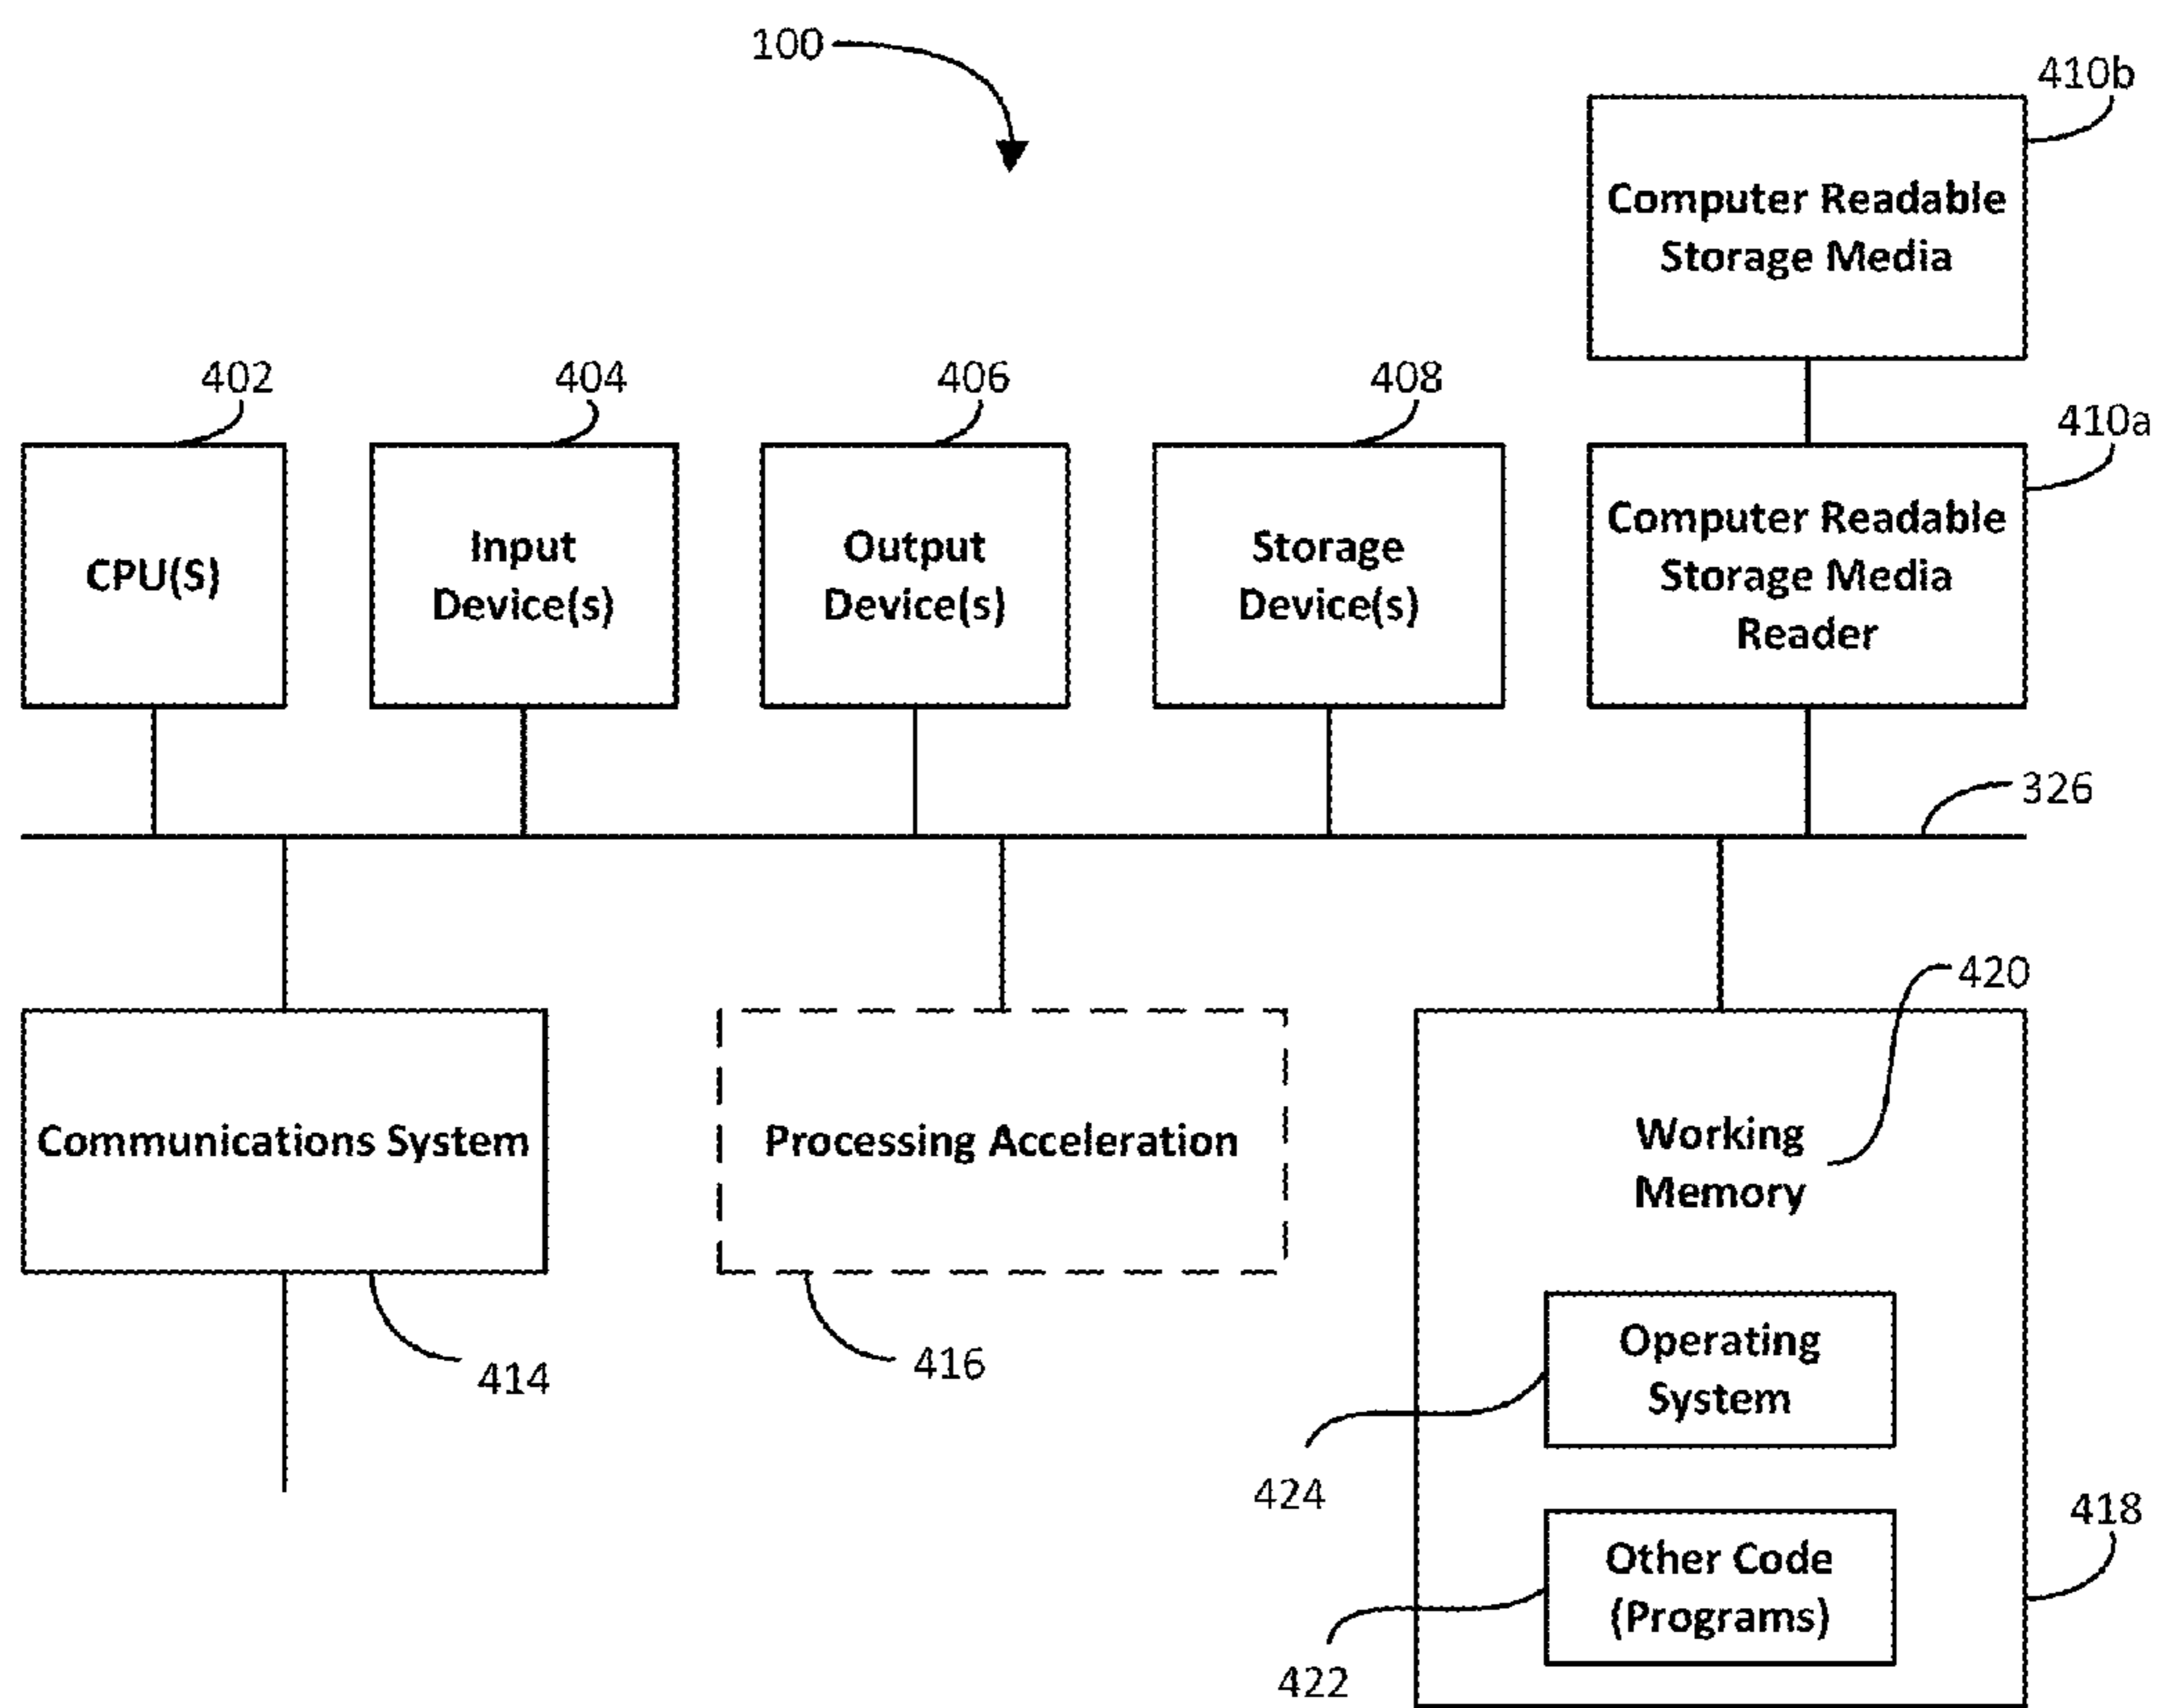 100
410b
Computer Readable
Storage Media
402
404
406
408
410a
CPU(S)
Input
Device(s)
Output
Device(s)
Storage
Device(s)
Computer Readable
Storage Media
Reader
326
420
Communications System
Processing Acceleration
Working
Memory
414
416
Operating
System
424
418
Other Code
(Programs)
422